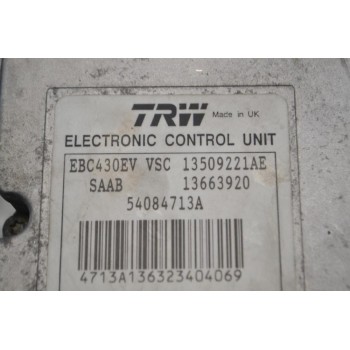 TRW Made in UK
ELECTRONIC CONTROL UNIT
EBC430EV VSC 13509221AE
SAAB 13663920
54084713A
4713A136323404069